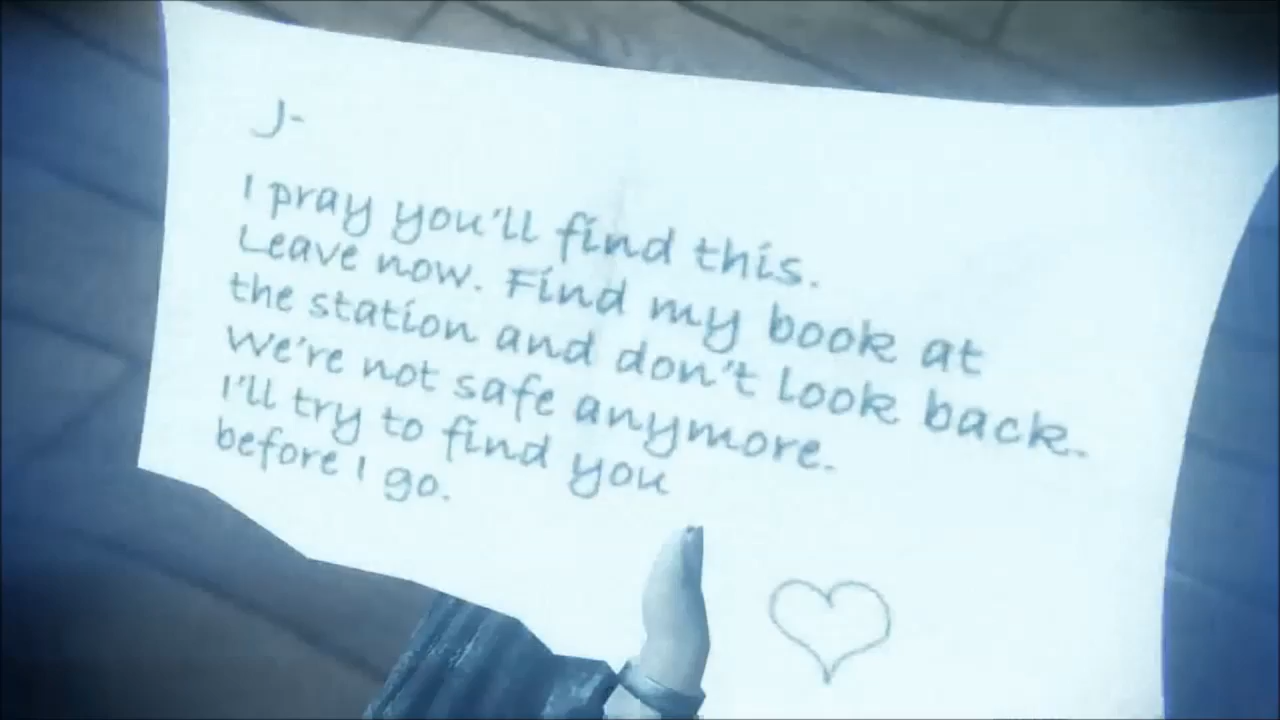 J-
I pray you'll find this.
Leave now. Find my book at
the station and don't look back.
We're not safe anymore.
I'll try to find you
before I go.